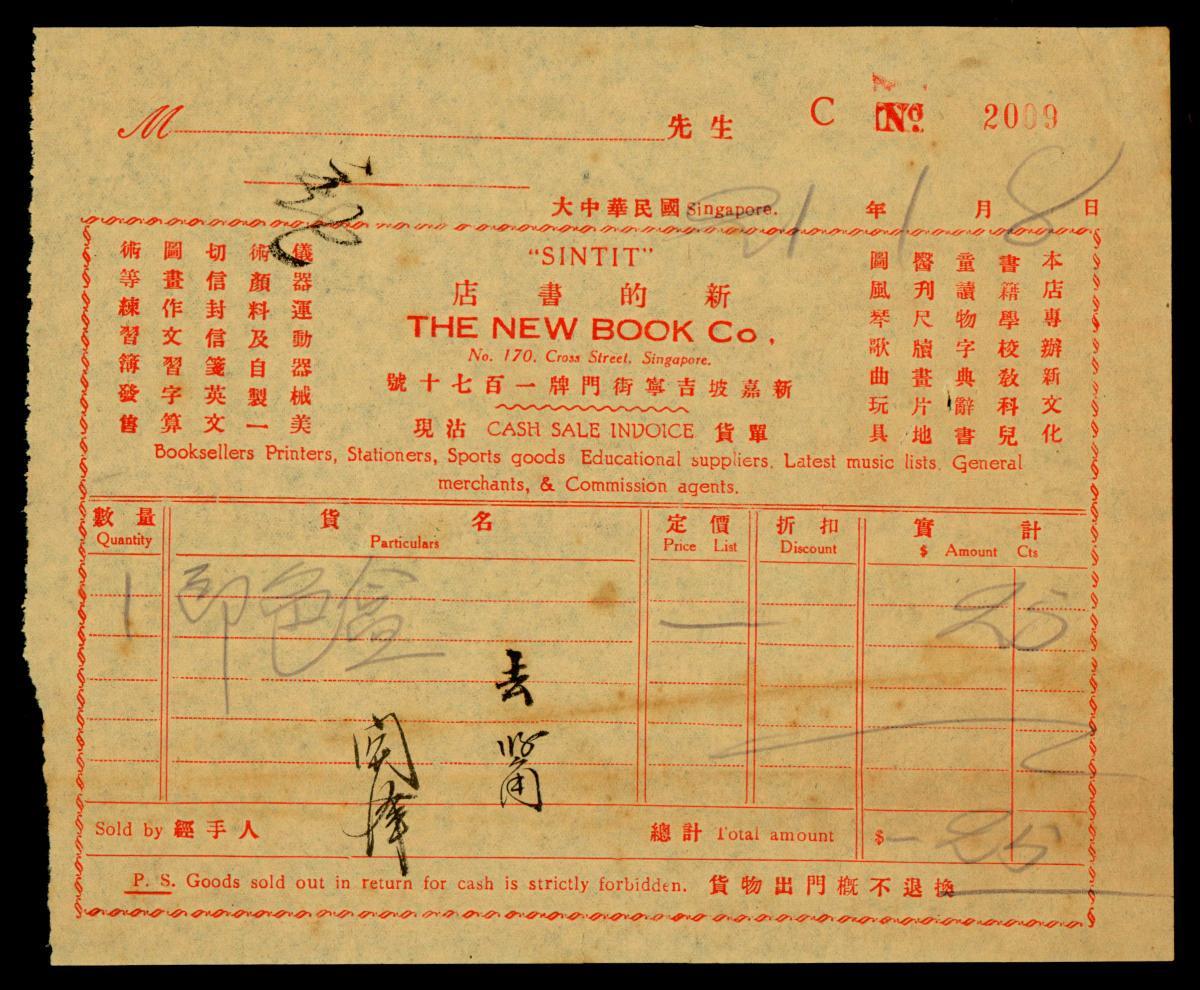 M 先生 C No. 2009
大中華民國 Singapore. 21 年 1 月 8 日
本店專辦新文化
書籍學校教科兒
童讀物字典辭書
醫刋尺牘畫片地
圖風琴歌曲玩具
"SINTIT"
新的書店
THE NEW BOOK Co,
No. 170. Cross Street. Singapore.
新嘉坡吉寧街門牌一百七十號
現沽 CASH SALE INVOICE 貨單
儀器運動器械美
術顏料及自製一
切信封信箋英文
圖畫作文習字算
術等練習簿發售
Booksellers Printers, Stationers, Sports goods Educational suppliers, Latest music lists, General
merchants, & Commission agents.
數量 貨名 定價 折扣 實計
Quantity Particulars Price List Discount $ Amount Cts
1 印色盒 — 25
去
Sold by 經手人 總計 Total amount $ - 25
P. S. Goods sold out in return for cash is strictly forbidden. 貨物出門概不退換